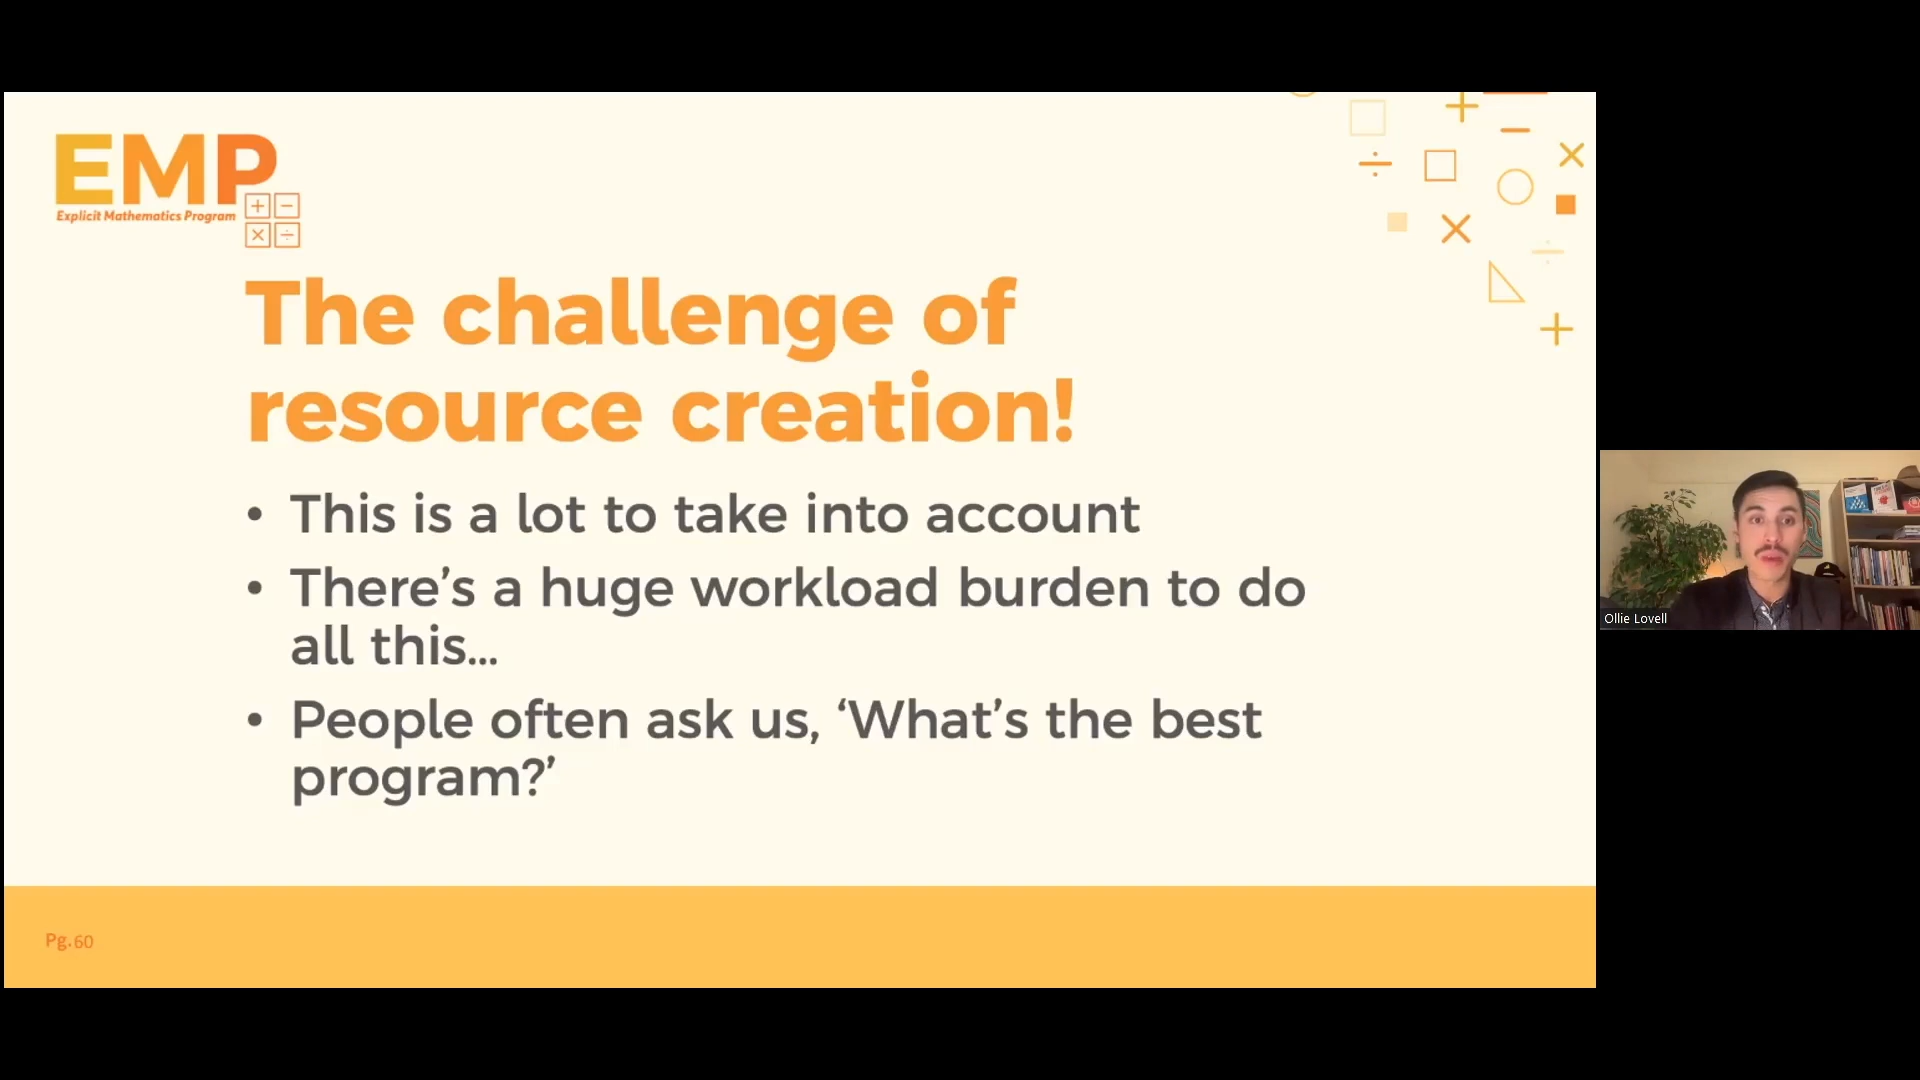 EMP
Explicit Mathematics Program
The challenge of
resource creation!
• This is a lot to take into account
• There’s a huge workload burden to do
all this...
• People often ask us, ‘What’s the best
program?’
Pg.60
Ollie Lovell